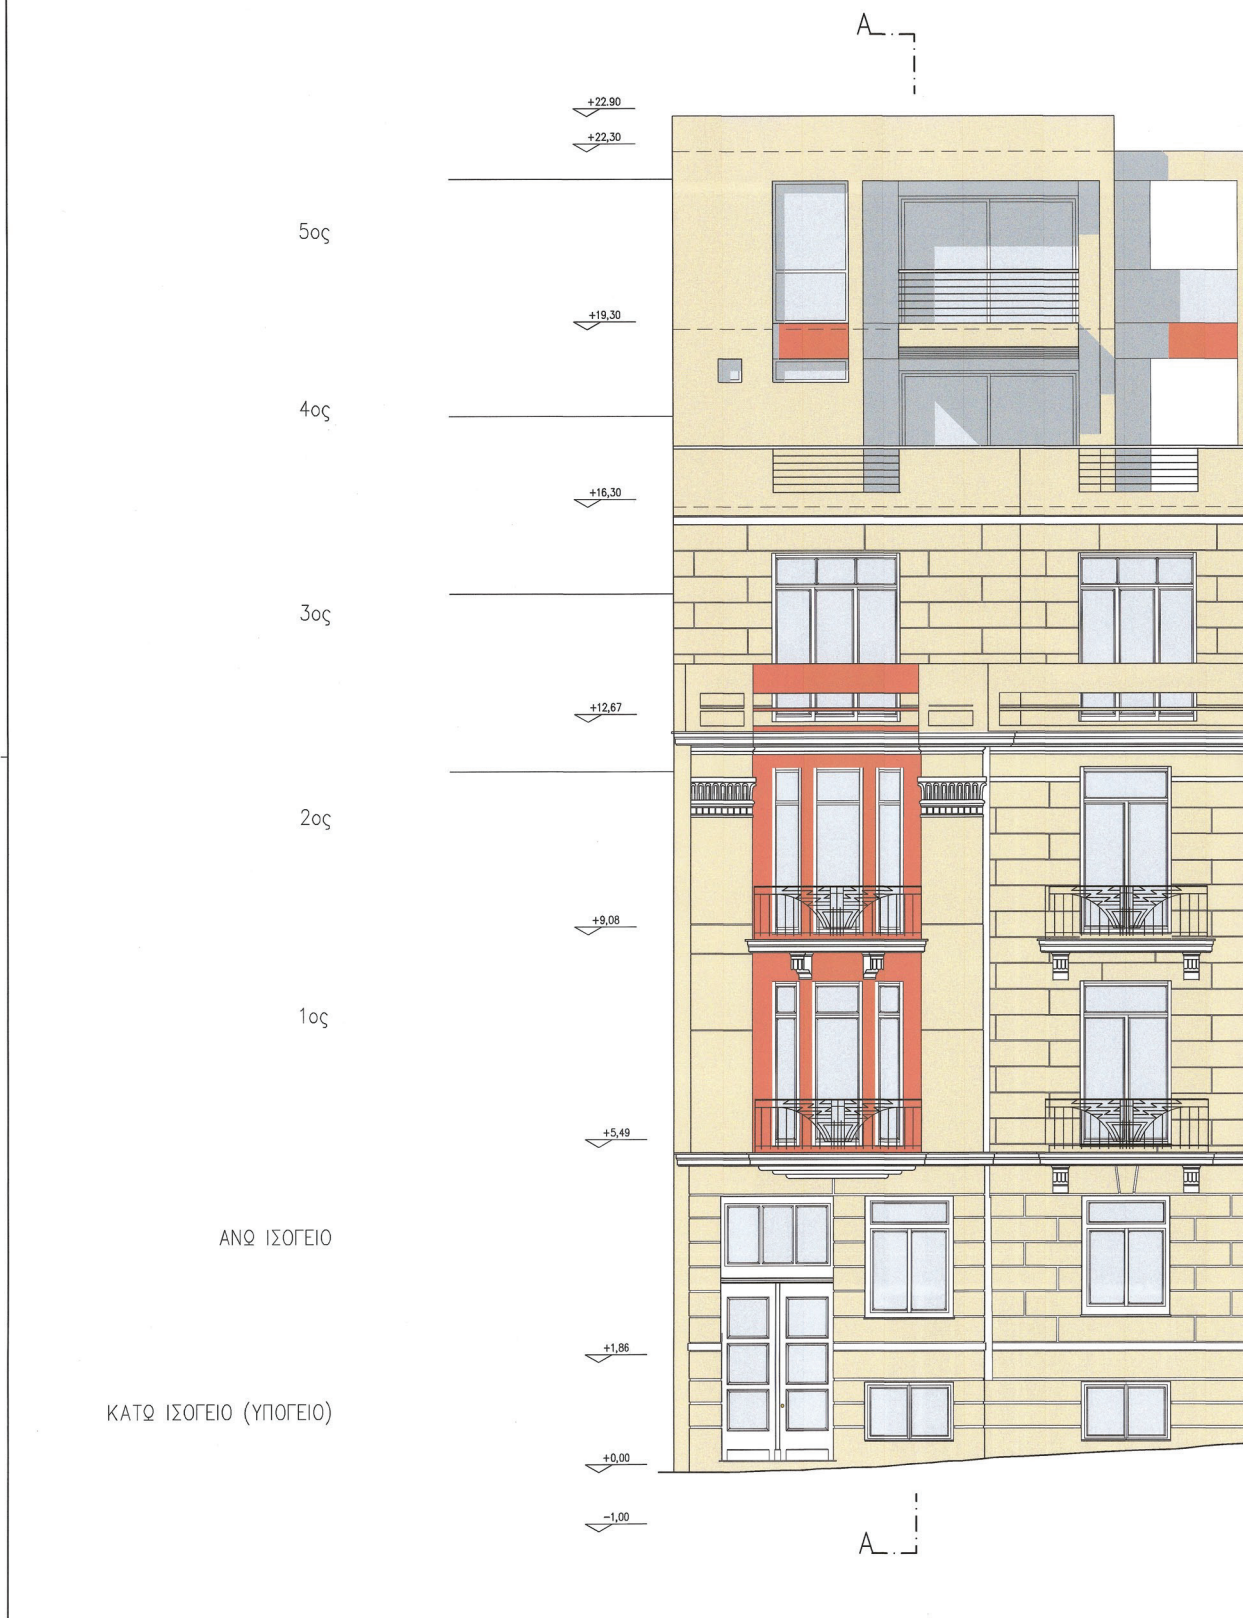 A
+22.90
+22,30
5ος
+19,30
4ος
+16,30
3ος
+12,67
2ος
+9,08
1ος
+5,49
ΑΝΩ ΙΣΟΓΕΙΟ
+1,86
ΚΑΤΩ ΙΣΟΓΕΙΟ (ΥΠΟΓΕΙΟ)
+0,00
-1,00
A